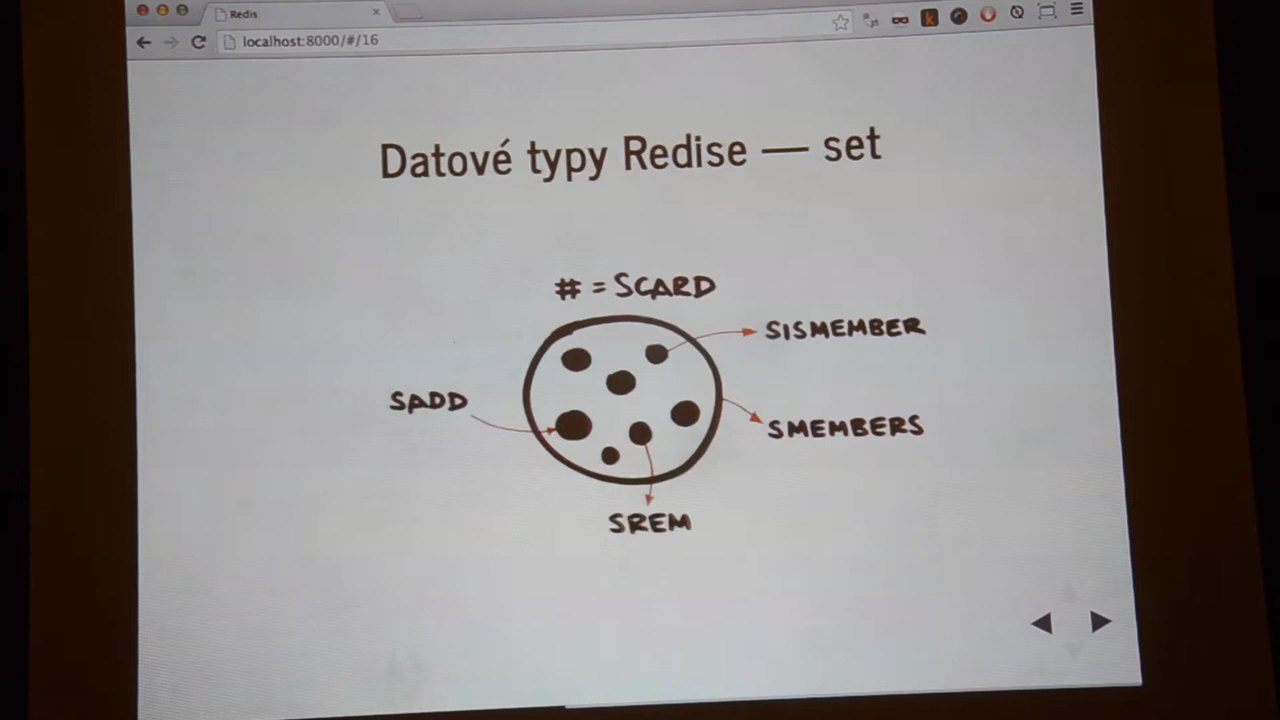 Redis
localhost:8000/#/16
Datové typy Redise — set
# = SCARD
SISMEMBER
SADD
SMEMBERS
SREM